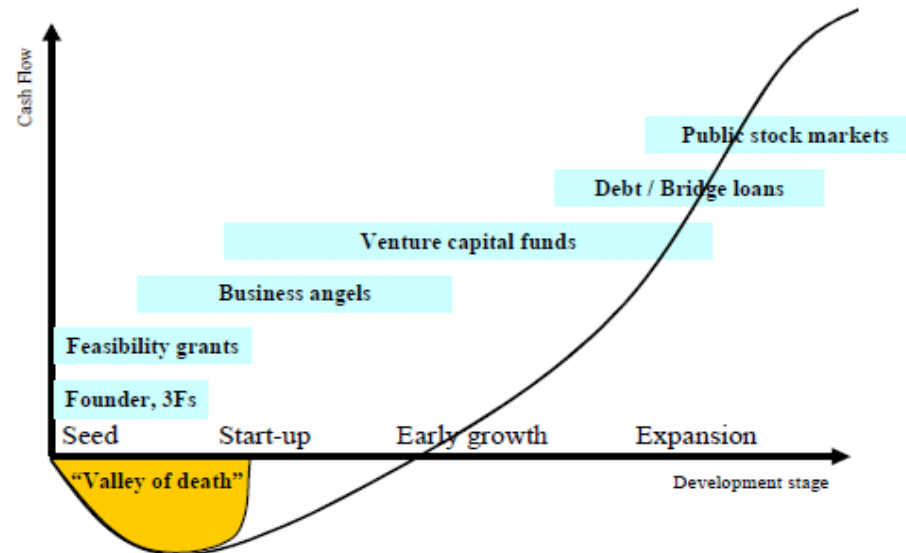 Cash Flow
Public stock markets
Debt / Bridge loans
Venture capital funds
Business angels
Feasibility grants
Founder, 3Fs
Seed Start-up Early growth Expansion
“Valley of death”
Development stage